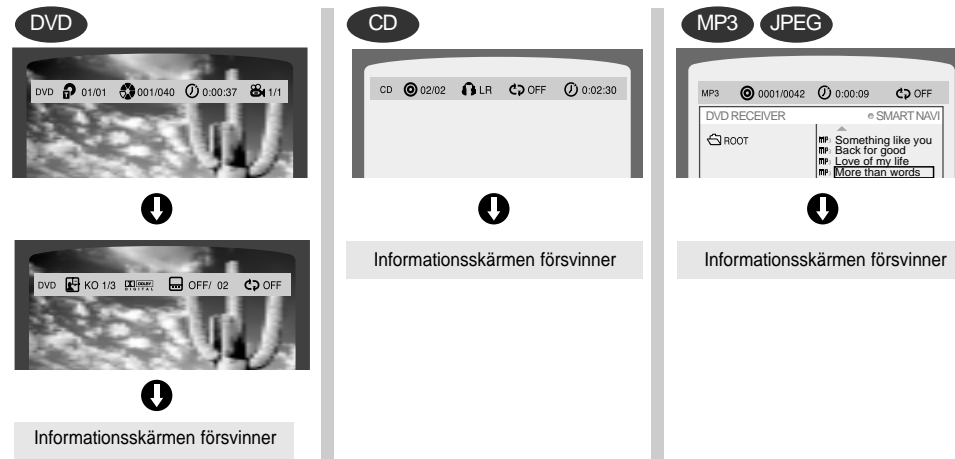 DVD
DVD 01/01 001/040 0:00:37 1/1
DVD KO 1/3 DOLBY DIGITAL OFF/ 02 OFF
Informationsskärmen försvinner
CD
CD 02/02 LR OFF 0:02:30
Informationsskärmen försvinner
MP3 JPEG
MP3 0001/0042 0:00:09 OFF
DVD RECEIVER SMART NAVI
ROOT
Something like you
Back for good
Love of my life
More than words
Informationsskärmen försvinner